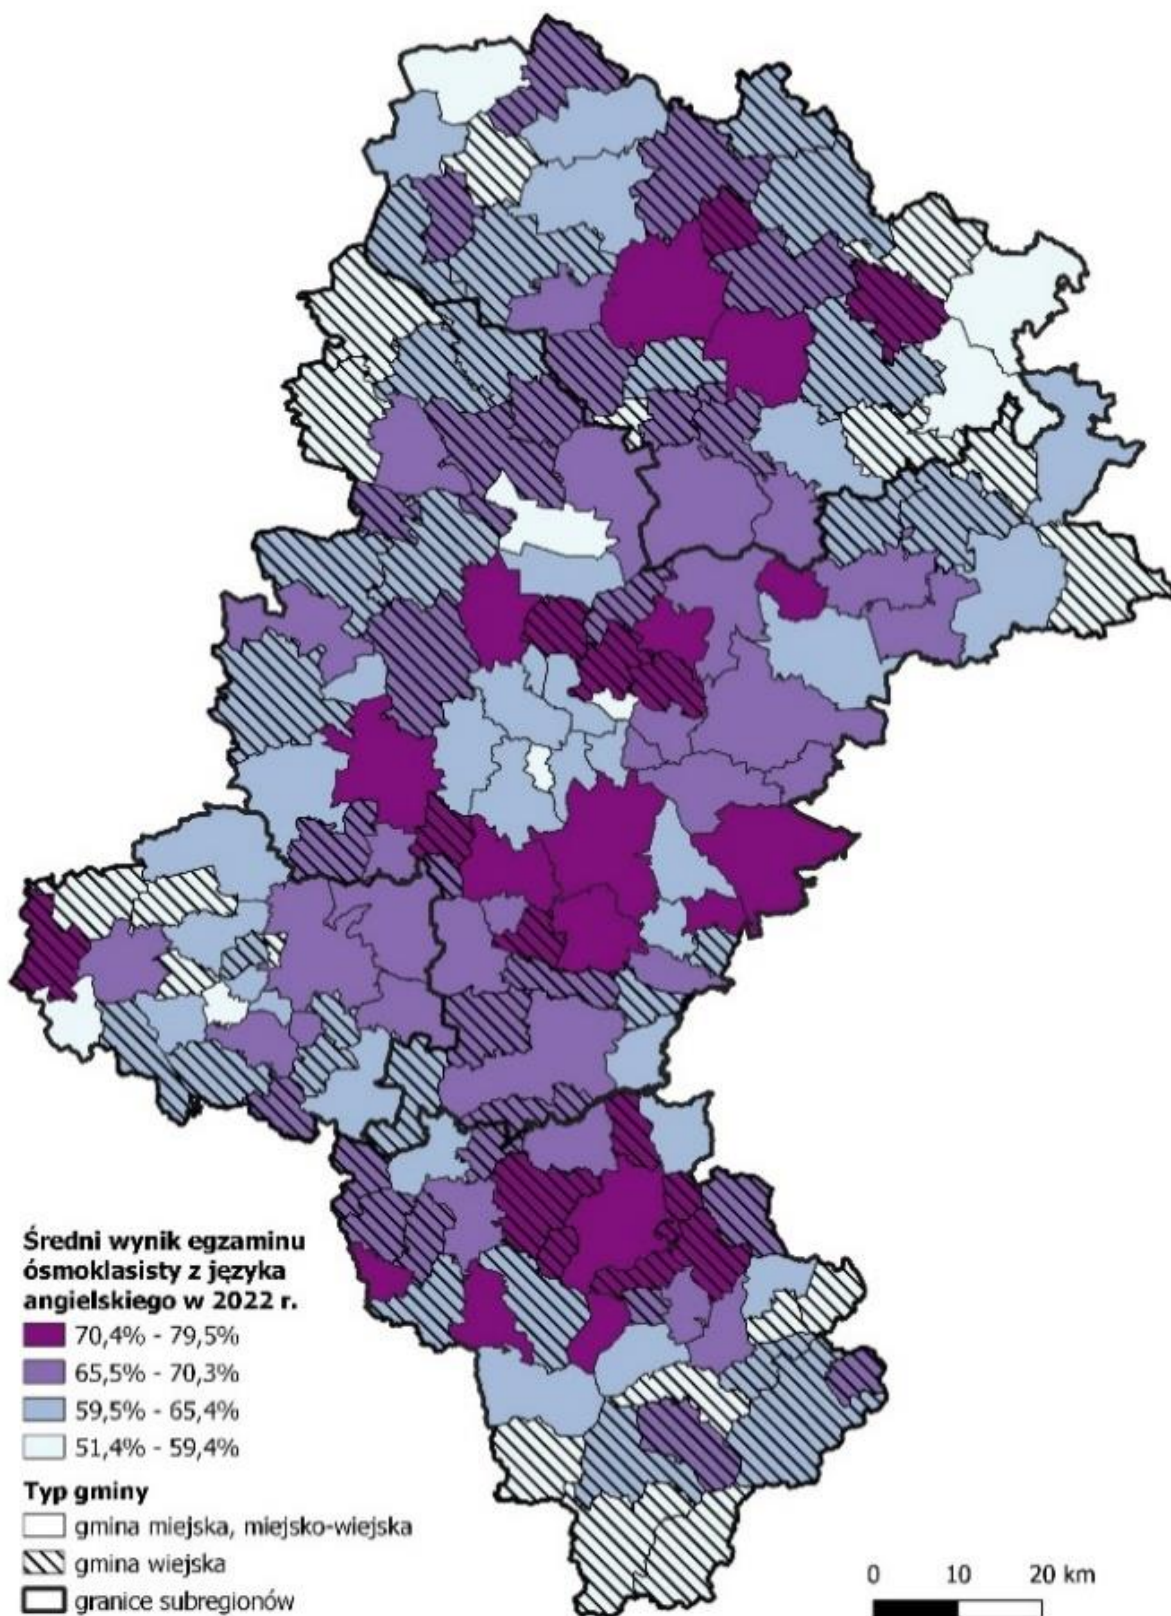 Średni wynik egzaminu
ósmoklasisty z języka
angielskiego w 2022 r.
70,4% - 79,5%
65,5% - 70,3%
59,5% - 65,4%
51,4% - 59,4%
Typ gminy
gmina miejska, miejsko-wiejska
gmina wiejska
granice subregionów
0 10 20 km